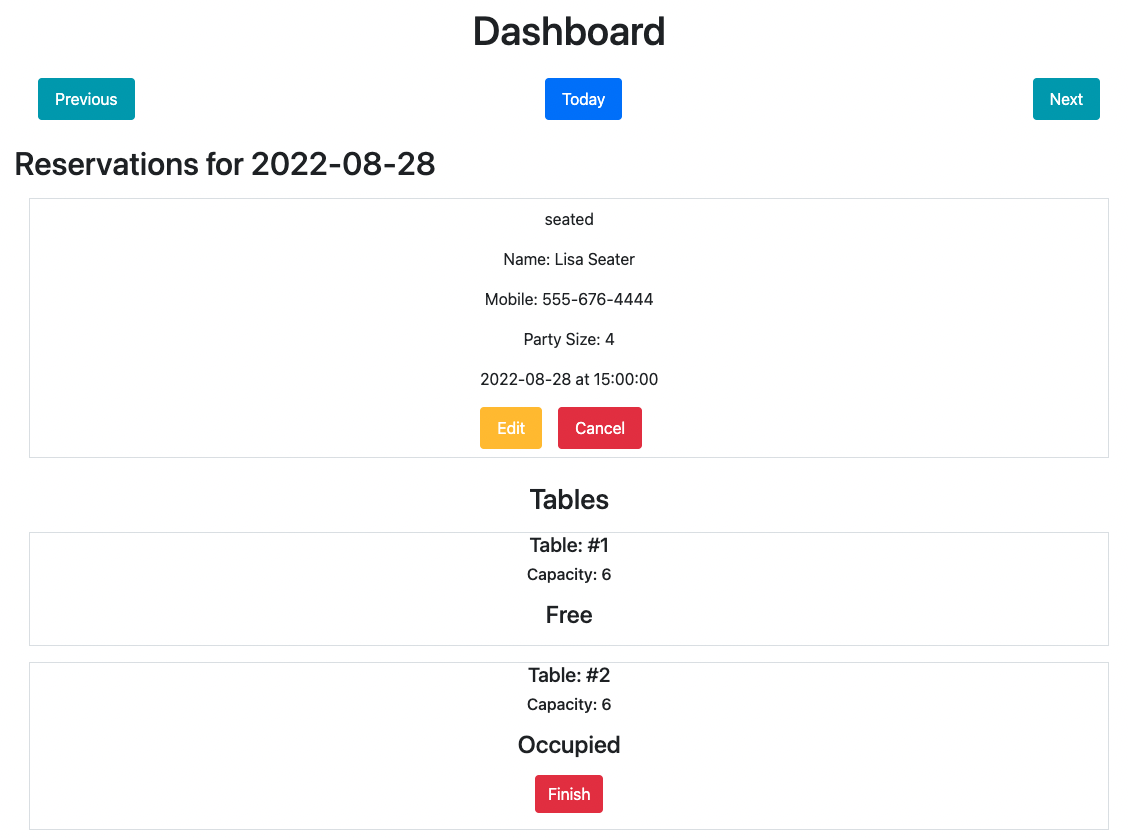 Dashboard
Previous Today Next
Reservations for 2022-08-28
seated
Name: Lisa Seater
Mobile: 555-676-4444
Party Size: 4
2022-08-28 at 15:00:00
Edit Cancel
Tables
Table: #1
Capacity: 6
Free
Table: #2
Capacity: 6
Occupied
Finish